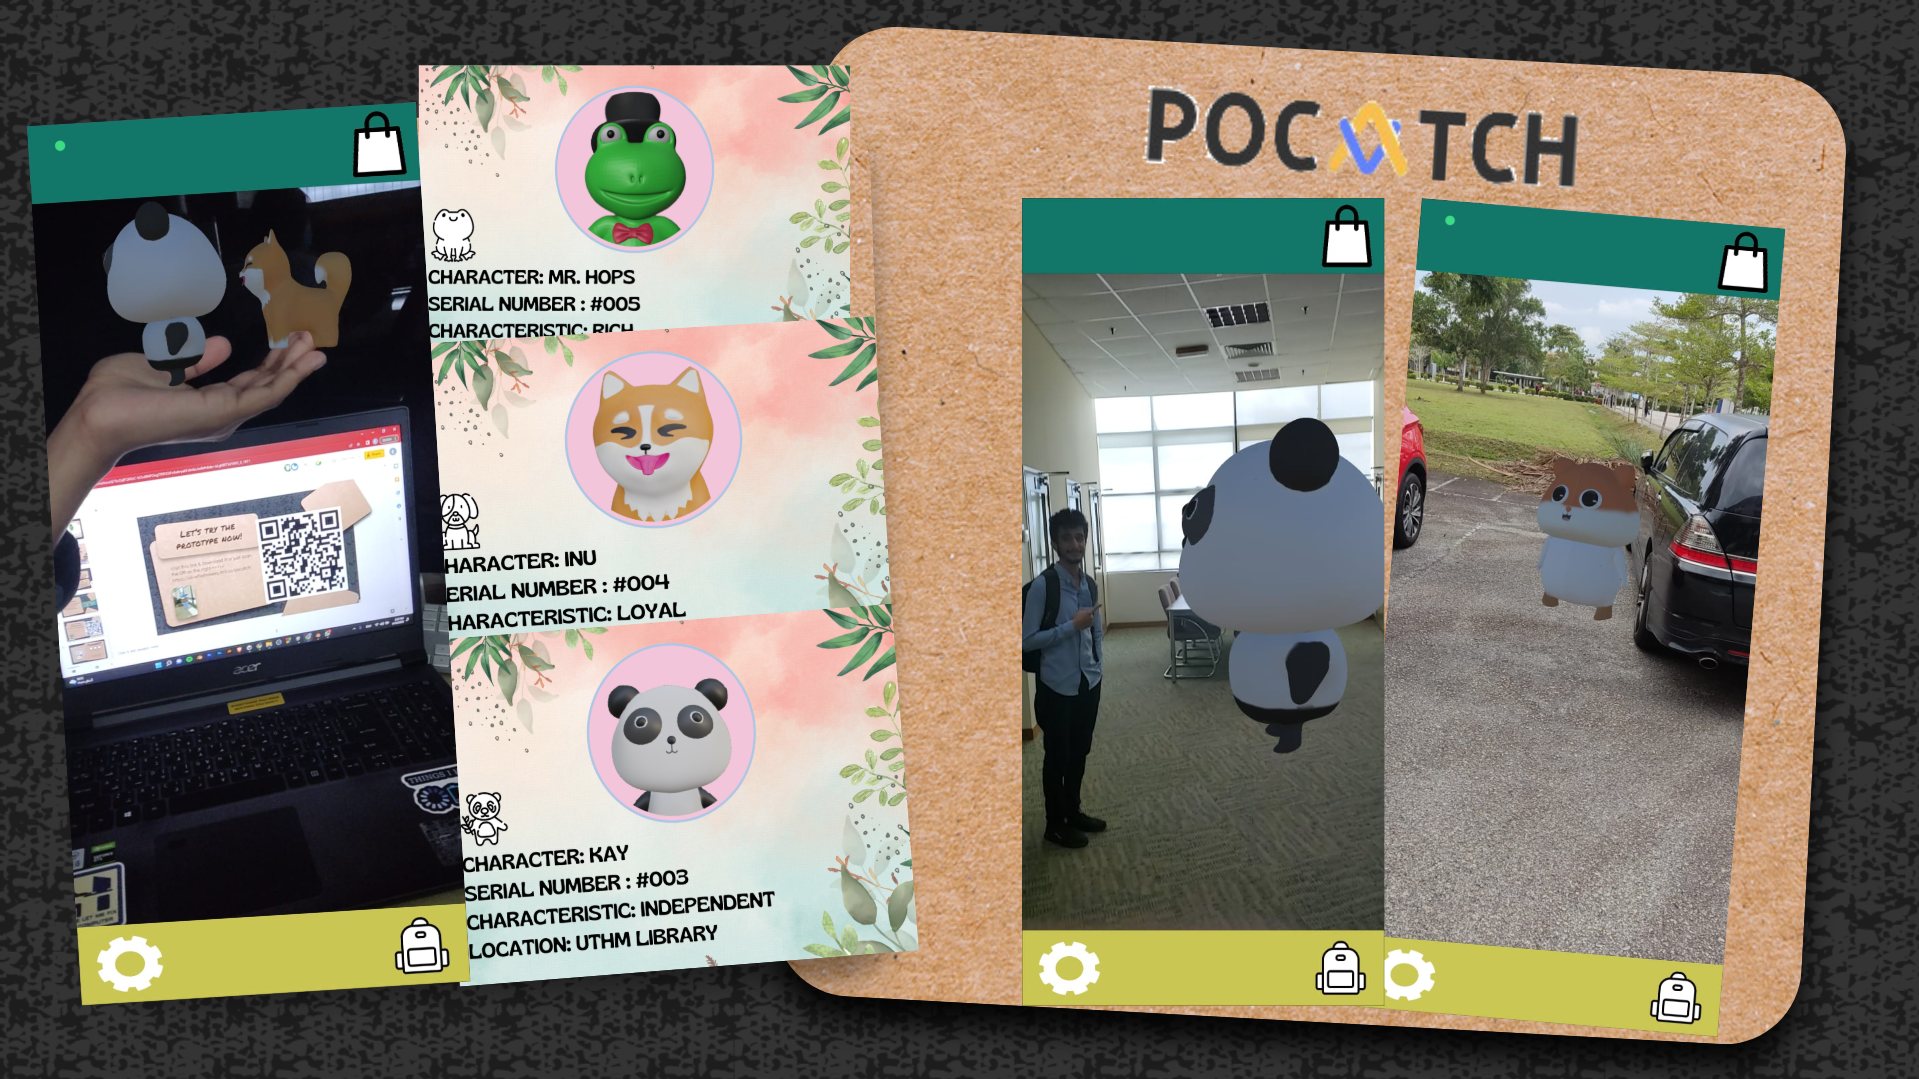 POCATCH
CHARACTER: MR. HOPS
SERIAL NUMBER : #005
CHARACTERISTIC: RICH
HARACTER: INU
ERIAL NUMBER : #004
HARACTERISTIC: LOYAL
CHARACTER: KAY
SERIAL NUMBER : #003
CHARACTERISTIC: INDEPENDENT
LOCATION: UTHM LIBRARY
LET'S TRY THE
PROTOTYPE NOW!
acer
THINGS I